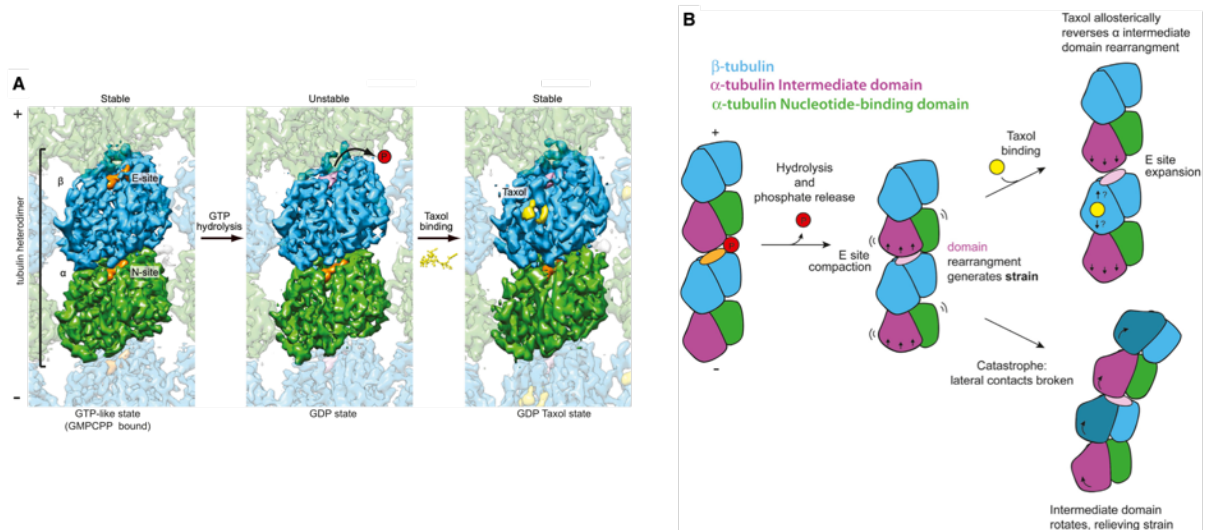 A
Stable
Unstable
Stable
+
tubulin heterodimer
β
E-site
α
N-site
GTP
hydrolysis
P
Taxol
binding
Taxol
−
GTP-like state
(GMPCPP bound)
GDP state
GDP Taxol state
B
β-tubulin
α-tubulin Intermediate domain
α-tubulin Nucleotide-binding domain
+
−
P
Hydrolysis
and
phosphate release
P
E site
compaction
domain
rearrangment
generates strain
Taxol
binding
Taxol allosterically
reverses α intermediate
domain rearrangment
E site
expansion
?
?
Catastrophe:
lateral contacts broken
Intermediate domain
rotates, relieving strain